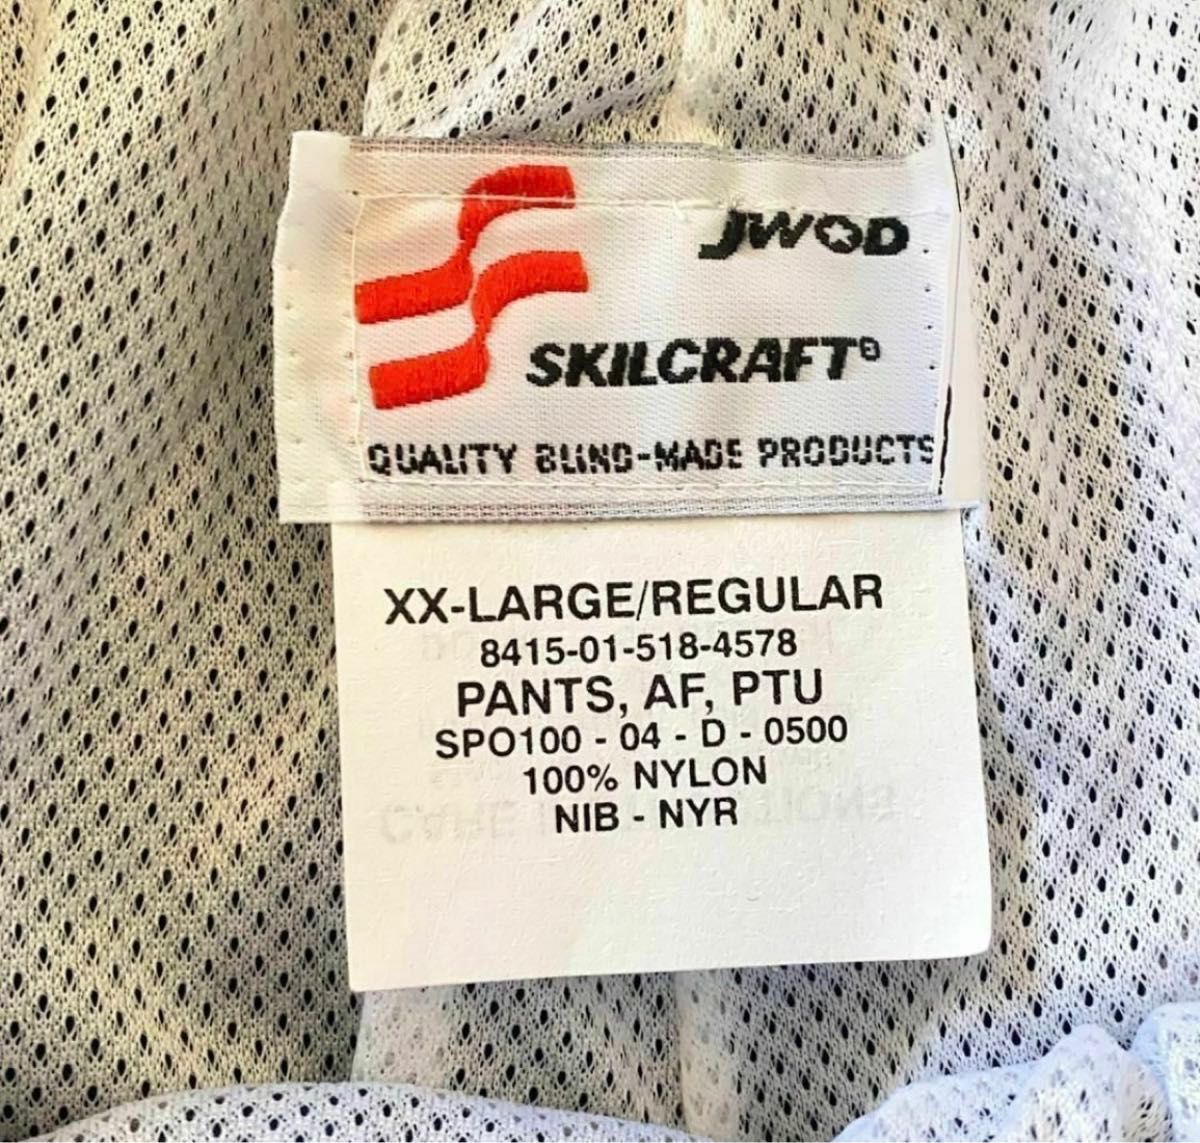 JWOD
SKILCRAFT®
QUALITY BLIND-MADE PRODUCTS
XX-LARGE/REGULAR
8415-01-518-4578
PANTS, AF, PTU
SPO100 - 04 - D - 0500
100% NYLON
NIB - NYR